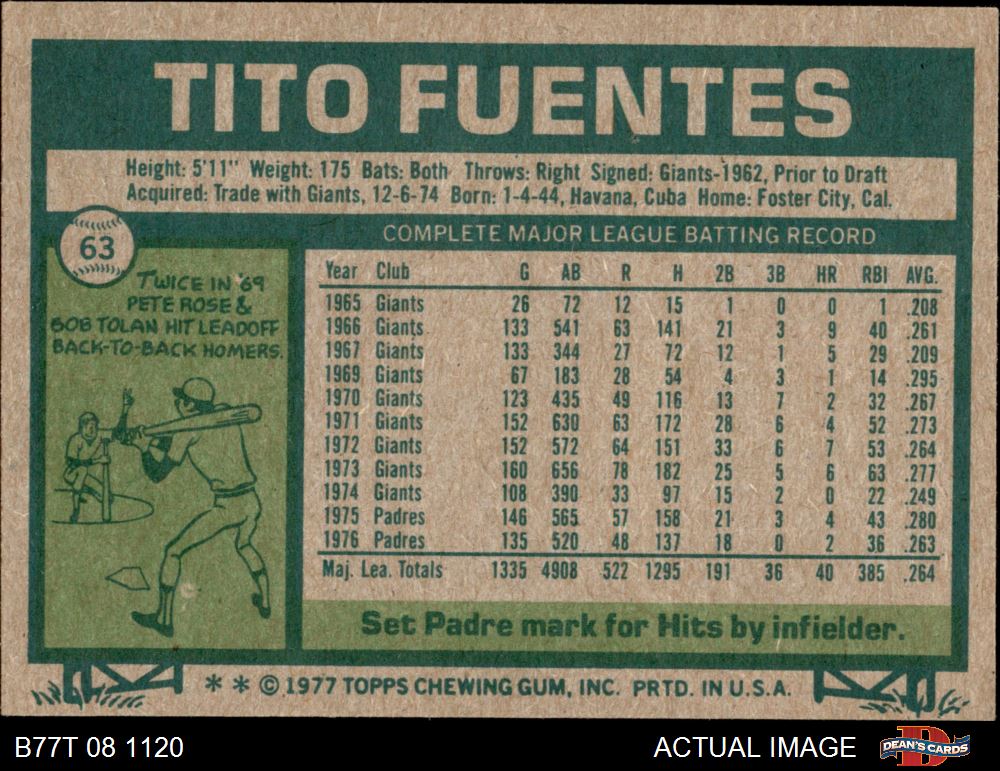 TITO FUENTES
Height: 5'11" Weight: 175 Bats: Both Throws: Right Signed: Giants-1962, Prior to Draft
Acquired: Trade with Giants, 12-6-74 Born: 1-4-44, Havana, Cuba Home: Foster City, Cal.
63
TWICE IN '69
PETE ROSE &
BOB TOLAN HIT LEADOFF
BACK-TO-BACK HOMERS.
COMPLETE MAJOR LEAGUE BATTING RECORD
Year Club G AB R H 2B 3B HR RBI AVG.
1965 Giants 26 72 12 15 1 0 0 1 .208
1966 Giants 133 541 63 141 21 3 9 40 .261
1967 Giants 133 344 27 72 12 1 5 29 .209
1969 Giants 67 183 28 54 4 3 1 14 .295
1970 Giants 123 435 49 116 13 7 2 32 .267
1971 Giants 152 630 63 172 28 6 4 52 .273
1972 Giants 152 572 64 151 33 6 7 53 .264
1973 Giants 160 656 78 182 25 5 6 63 .277
1974 Giants 108 390 33 97 15 2 0 22 .249
1975 Padres 146 565 57 158 21 3 4 43 .280
1976 Padres 135 520 48 137 18 0 2 36 .263
Maj. Lea. Totals 1335 4908 522 1295 191 36 40 385 .264
Set Padre mark for Hits by infielder.
* * © 1977 TOPPS CHEWING GUM, INC. PRTD. IN U.S.A.
B77T 08 1120 ACTUAL IMAGE DEAN'S CARDS